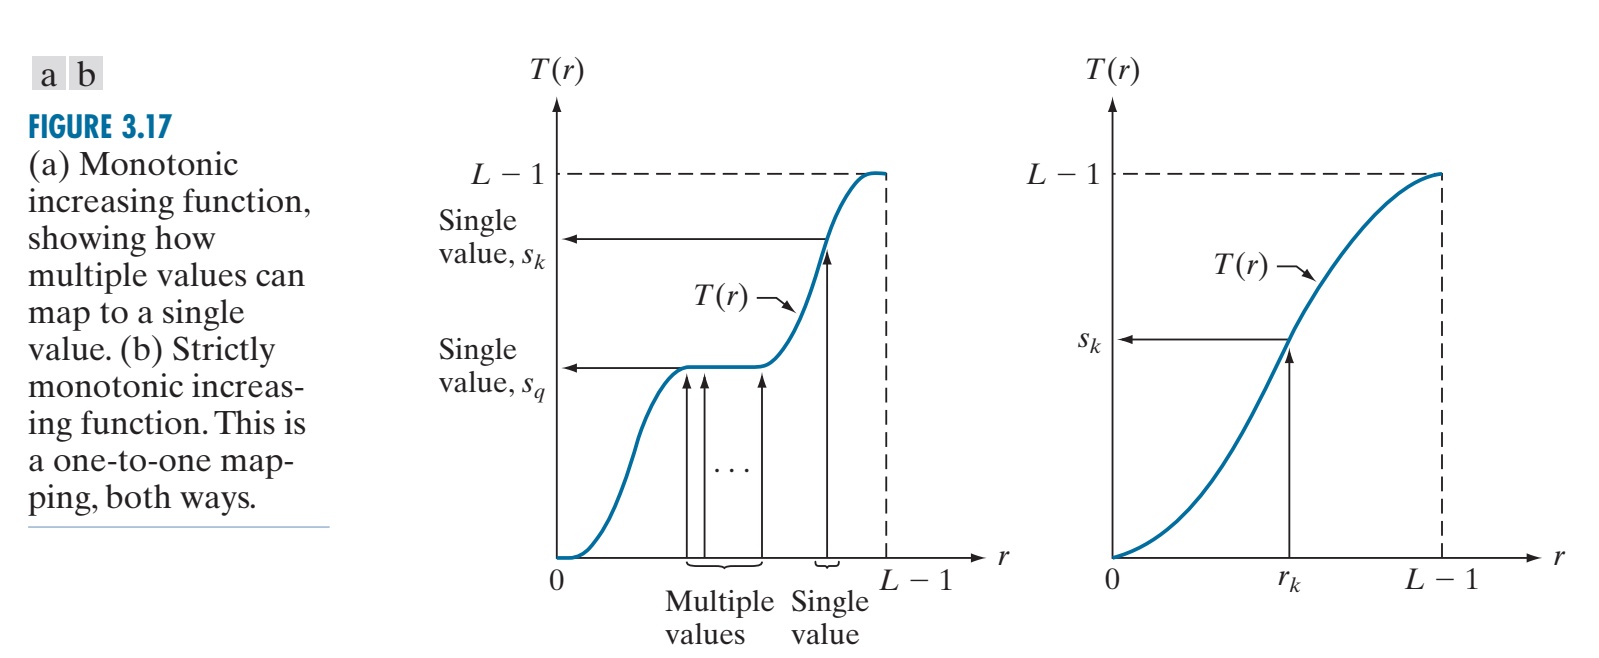 a b
FIGURE 3.17
(a) Monotonic
increasing function,
showing how
multiple values can
map to a single
value. (b) Strictly
monotonic increas-
ing function. This is
a one-to-one map-
ping, both ways.
T(r)
L − 1
Single
value, s_k
T(r)
Single
value, s_q
. . .
r
0
L − 1
Multiple
values
Single
value
T(r)
L − 1
T(r)
s_k
r
0
r_k
L − 1